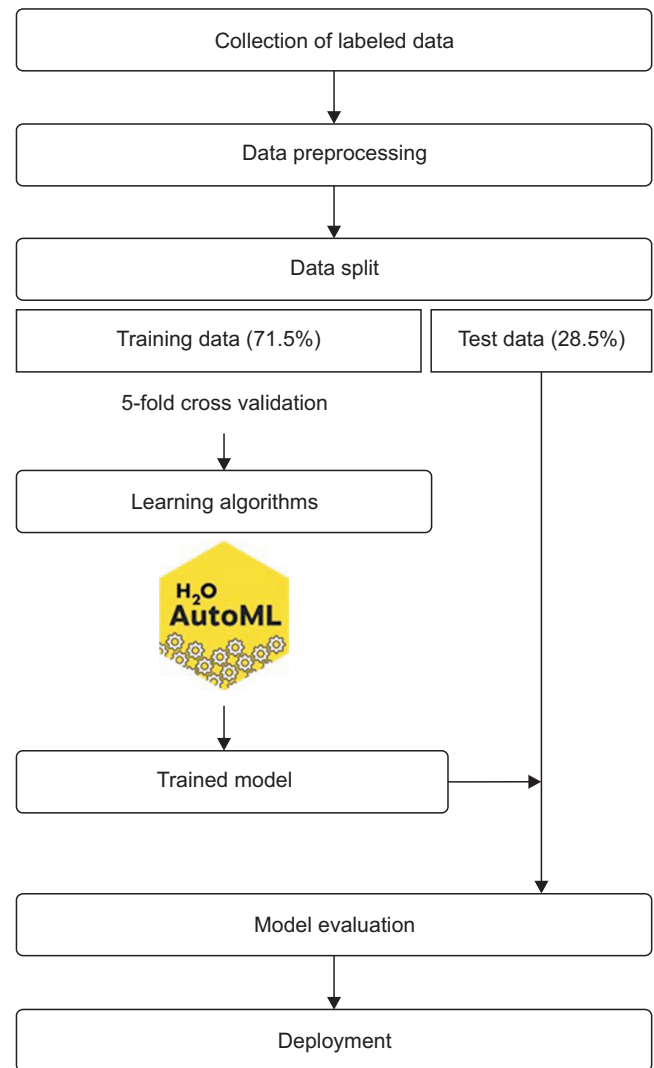 Collection of labeled data
Data preprocessing
Data split
Training data (71.5%)
Test data (28.5%)
5-fold cross validation
Learning algorithms
H₂O
AutoML
Trained model
Model evaluation
Deployment